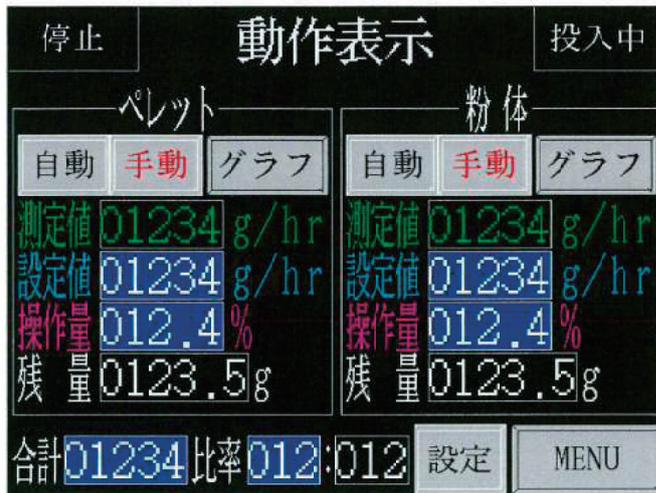 停止 動作表示 投入中
ペレット 粉体
自動 手動 グラフ 自動 手動 グラフ
測定値 01234 g/hr 測定値 01234 g/hr
設定値 01234 g/hr 設定値 01234 g/hr
操作量 012.4 % 操作量 012.4 %
残量 0123.5 g 残量 0123.5 g
合計 01234 比率 012:012 設定 MENU